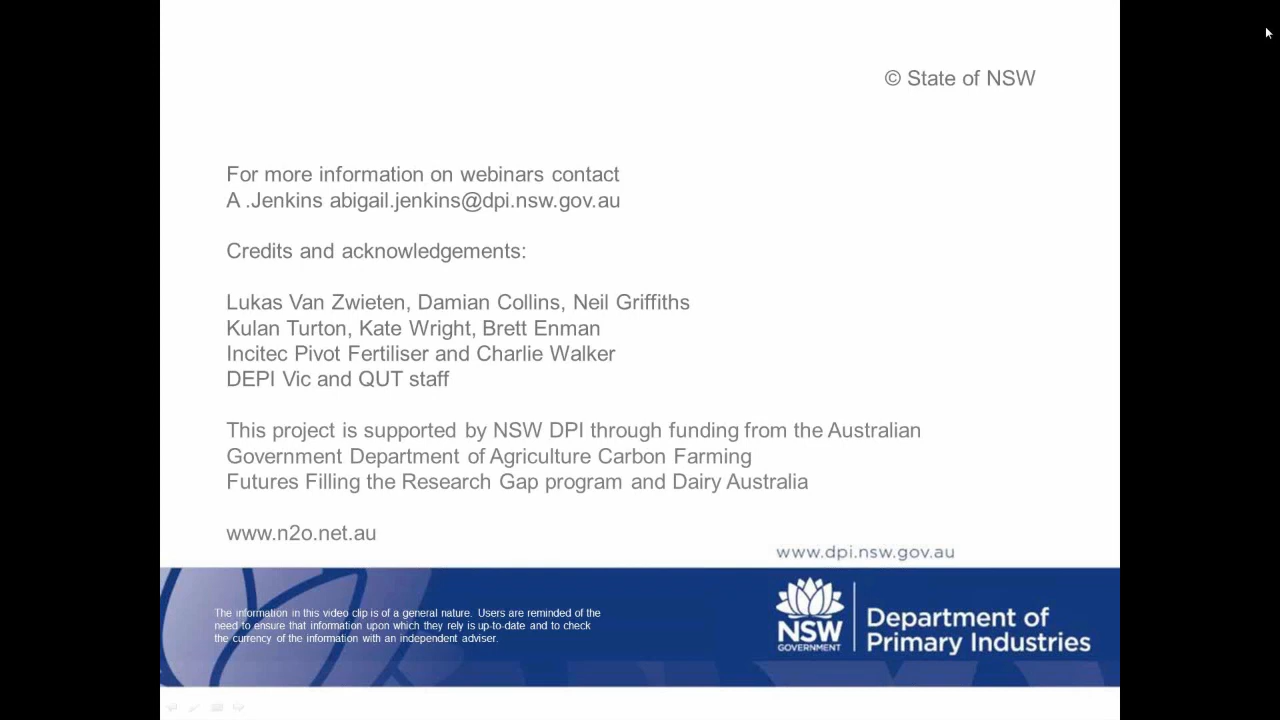 © State of NSW
For more information on webinars contact
A .Jenkins abigail.jenkins@dpi.nsw.gov.au
Credits and acknowledgements:
Lukas Van Zwieten, Damian Collins, Neil Griffiths
Kulan Turton, Kate Wright, Brett Enman
Incitec Pivot Fertiliser and Charlie Walker
DEPI Vic and QUT staff
This project is supported by NSW DPI through funding from the Australian
Government Department of Agriculture Carbon Farming
Futures Filling the Research Gap program and Dairy Australia
www.n2o.net.au
www.dpi.nsw.gov.au
The information in this video clip is of a general nature. Users are reminded of the
need to ensure that information upon which they rely is up-to-date and to check
the currency of the information with an independent adviser.
NSW
GOVERNMENT
Department of
Primary Industries